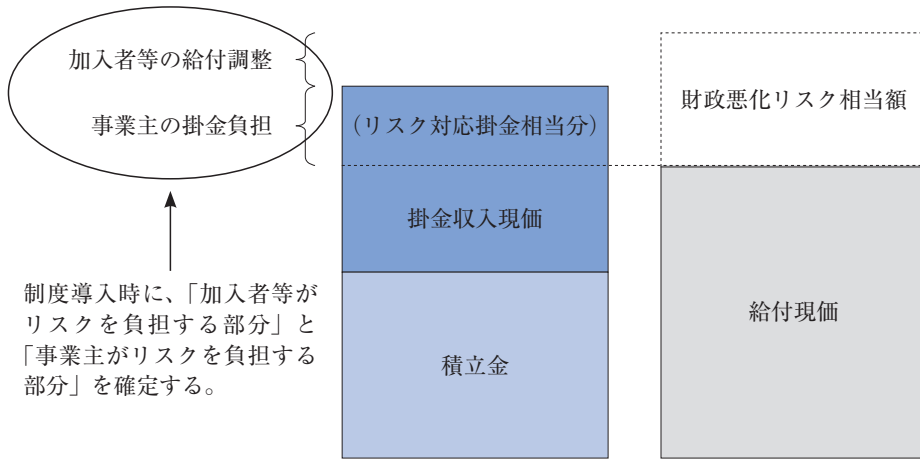 加入者等の給付調整
事業主の掛金負担
制度導入時に、「加入者等が
リスクを負担する部分」と
「事業主がリスクを負担する
部分」を確定する。
（リスク対応掛金相当分）
掛金収入現価
積立金
財政悪化リスク相当額
給付現価